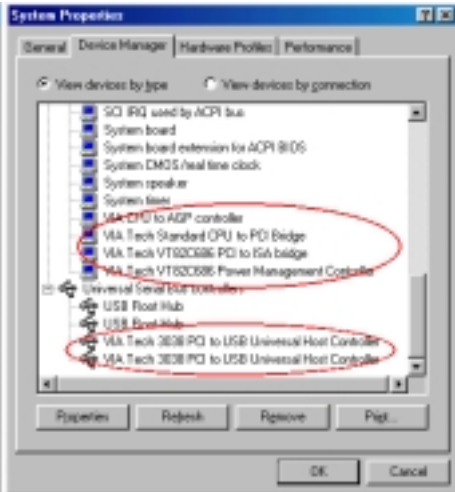 System Properties
General Device Manager Hardware Profiles Performance
View devices by type View devices by connection
SCI IRQ used by ACPI bus
System board
System board extension for ACPI BIOS
System CMOS/real time clock
System speaker
System timer
VIA CPU to AGP controller
VIA Tech Standard CPU to PCI Bridge
VIA Tech VT82C686 PCI to ISA bridge
VIA Tech VT82C686 Power Management Controller
Universal Serial Bus controllers
USB Root Hub
USB Root Hub
VIA Tech 3038 PCI to USB Universal Host Controller
VIA Tech 3038 PCI to USB Universal Host Controller
Properties Refresh Remove Print...
OK Cancel